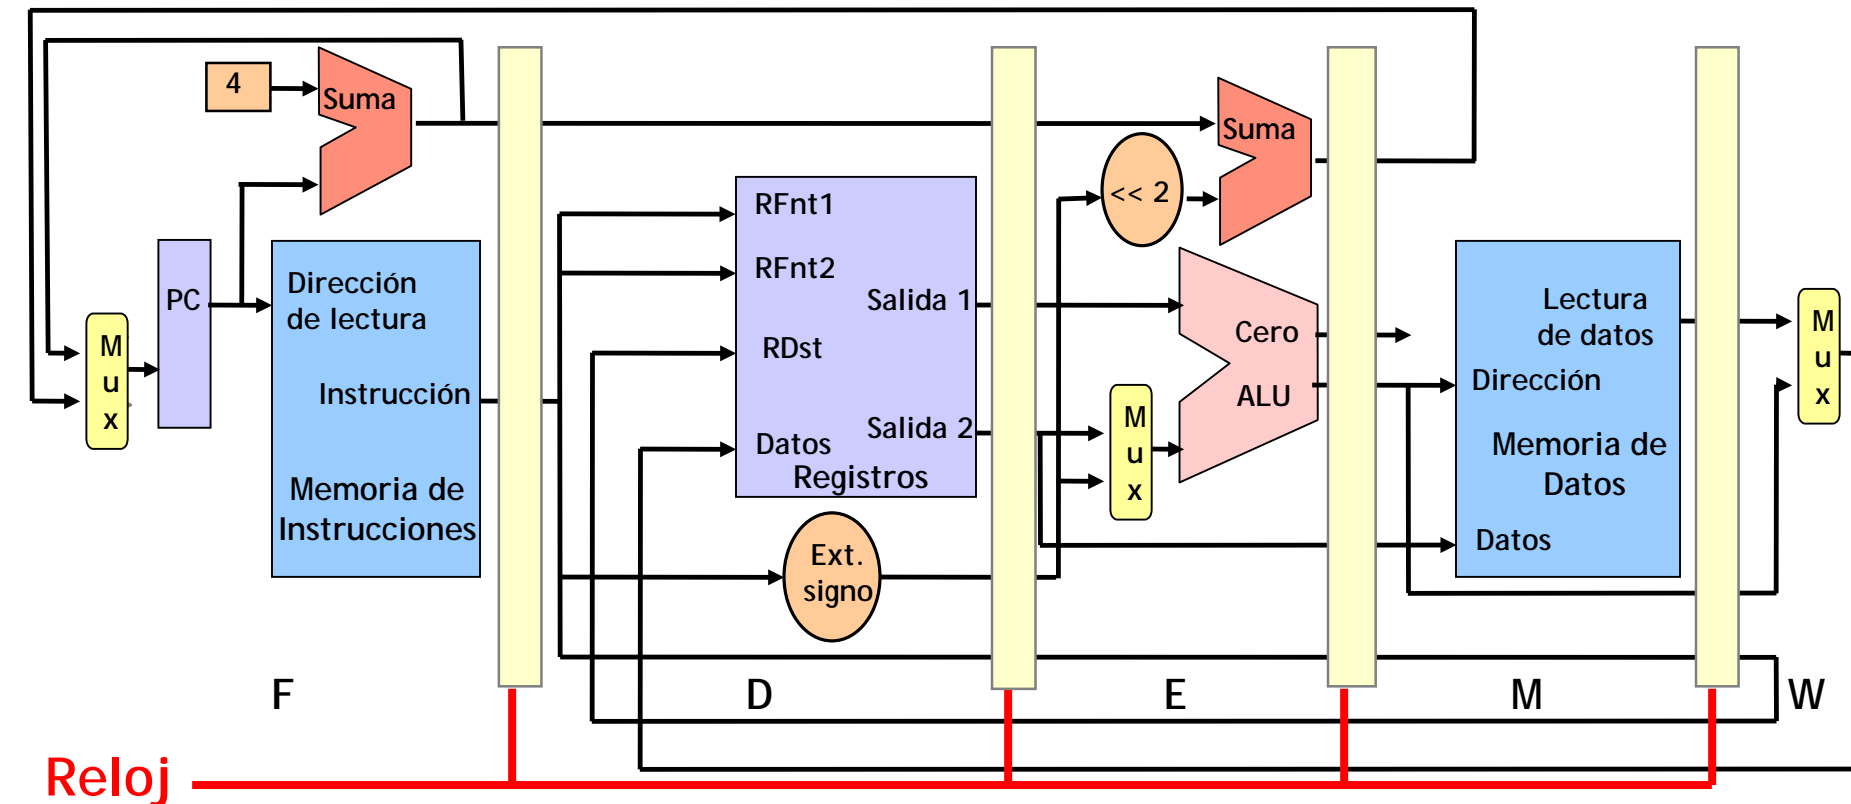 4
Suma
Suma
<< 2
RFnt1
RFnt2
Salida 1
RDst
Salida 2
Datos
Registros
PC
Dirección
de lectura
Instrucción
Memoria de
Instrucciones
M
u
x
Ext.
signo
M
u
x
Cero
ALU
Lectura
de datos
Dirección
Memoria de
Datos
Datos
M
u
x
F
D
E
M
W
Reloj